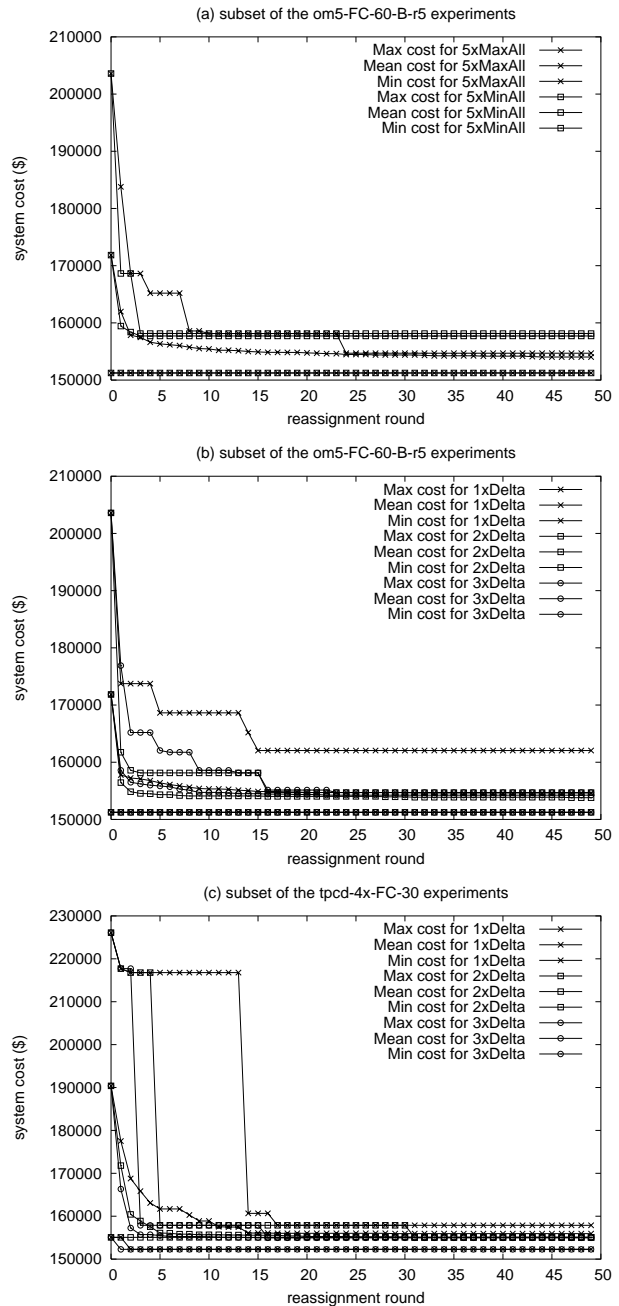 (a) subset of the om5-FC-60-B-r5 experiments
210000
200000
190000
180000
170000
160000
150000
system cost ($)
Max cost for 5xMaxAll
Mean cost for 5xMaxAll
Min cost for 5xMaxAll
Max cost for 5xMinAll
Mean cost for 5xMinAll
Min cost for 5xMinAll
0 5 10 15 20 25 30 35 40 45 50
reassignment round
(b) subset of the om5-FC-60-B-r5 experiments
210000
200000
190000
180000
170000
160000
150000
system cost ($)
Max cost for 1xDelta
Mean cost for 1xDelta
Min cost for 1xDelta
Max cost for 2xDelta
Mean cost for 2xDelta
Min cost for 2xDelta
Max cost for 3xDelta
Mean cost for 3xDelta
Min cost for 3xDelta
0 5 10 15 20 25 30 35 40 45 50
reassignment round
(c) subset of the tpcd-4x-FC-30 experiments
230000
220000
210000
200000
190000
180000
170000
160000
150000
system cost ($)
Max cost for 1xDelta
Mean cost for 1xDelta
Min cost for 1xDelta
Max cost for 2xDelta
Mean cost for 2xDelta
Min cost for 2xDelta
Max cost for 3xDelta
Mean cost for 3xDelta
Min cost for 3xDelta
0 5 10 15 20 25 30 35 40 45 50
reassignment round